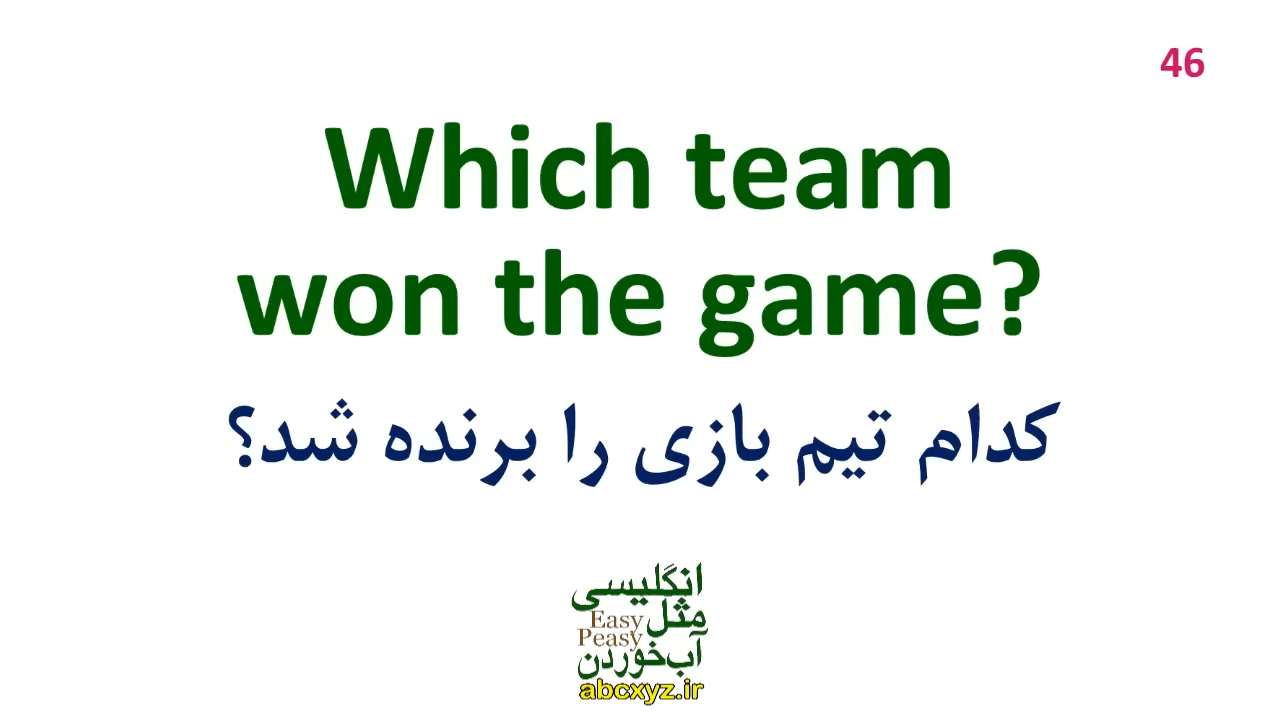 46
Which team
won the game?
کدام تیم بازی را برنده شد؟
انگلیسی
مثل
Easy
Peasy
آب‌خوردن
abcxyz.ir